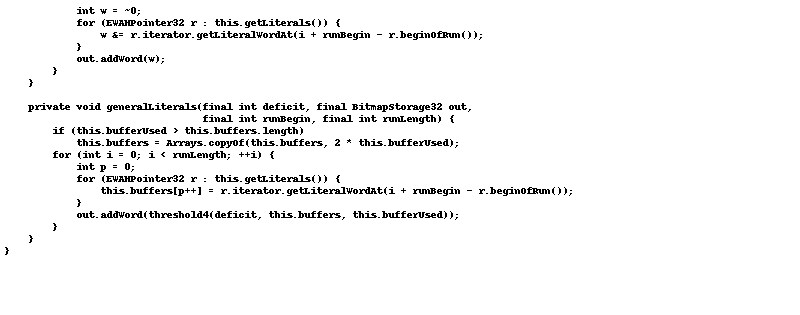 int w = ~0;
            for (EWAHPointer32 r : this.getLiterals()) {
                w &= r.iterator.getLiteralWordAt(i + runBegin - r.beginOfRun());
            }
            out.addWord(w);
        }
    }

    private void generalLiterals(final int deficit, final BitmapStorage32 out,
                                 final int runBegin, final int runLength) {
        if (this.bufferUsed > this.buffers.length)
            this.buffers = Arrays.copyOf(this.buffers, 2 * this.bufferUsed);
        for (int i = 0; i < runLength; ++i) {
            int p = 0;
            for (EWAHPointer32 r : this.getLiterals()) {
                this.buffers[p++] = r.iterator.getLiteralWordAt(i + runBegin - r.beginOfRun());
            }
            out.addWord(threshold4(deficit, this.buffers, this.bufferUsed));
        }
    }
}